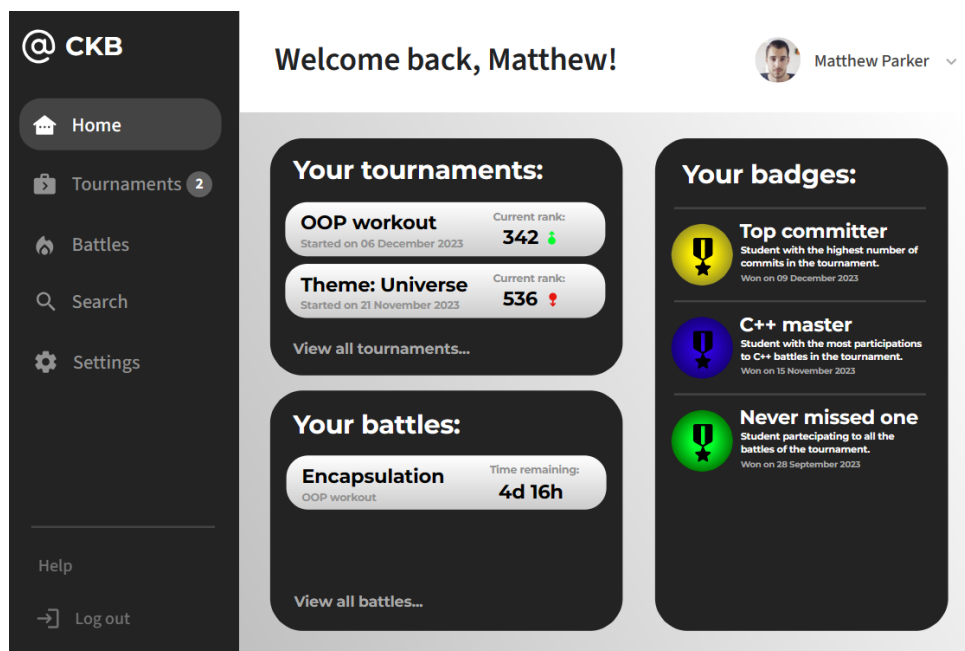 @ CKB
Home
Tournaments 2
Battles
Search
Settings
Help
Log out
Welcome back, Matthew!
Matthew Parker
Your tournaments:
OOP workout
Started on 06 December 2023
Current rank:
342
Theme: Universe
Started on 21 November 2023
Current rank:
536
View all tournaments...
Your battles:
Encapsulation
OOP workout
Time remaining:
4d 16h
View all battles...
Your badges:
Top committer
Student with the highest number of
commits in the tournament.
Won on 09 December 2023
C++ master
Student with the most participations
to C++ battles in the tournament.
Won on 15 November 2023
Never missed one
Student partecipating to all the
battles of the tournament.
Won on 28 September 2023